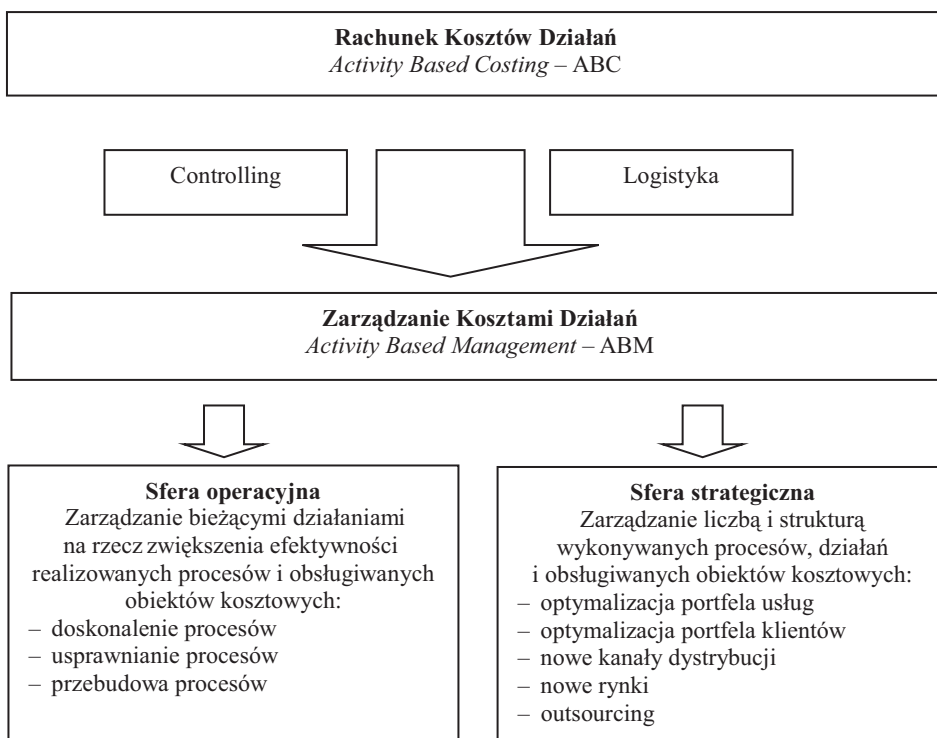 Rachunek Kosztów Działań
Activity Based Costing – ABC
Controlling
Logistyka
Zarządzanie Kosztami Działań
Activity Based Management – ABM
Sfera operacyjna
Zarządzanie bieżącymi działaniami
na rzecz zwiększenia efektywności
realizowanych procesów i obsługiwanych
obiektów kosztowych:
– doskonalenie procesów
– usprawnianie procesów
– przebudowa procesów
Sfera strategiczna
Zarządzanie liczbą i strukturą
wykonywanych procesów, działań
i obsługiwanych obiektów kosztowych:
– optymalizacja portfela usług
– optymalizacja portfela klientów
– nowe kanały dystrybucji
– nowe rynki
– outsourcing